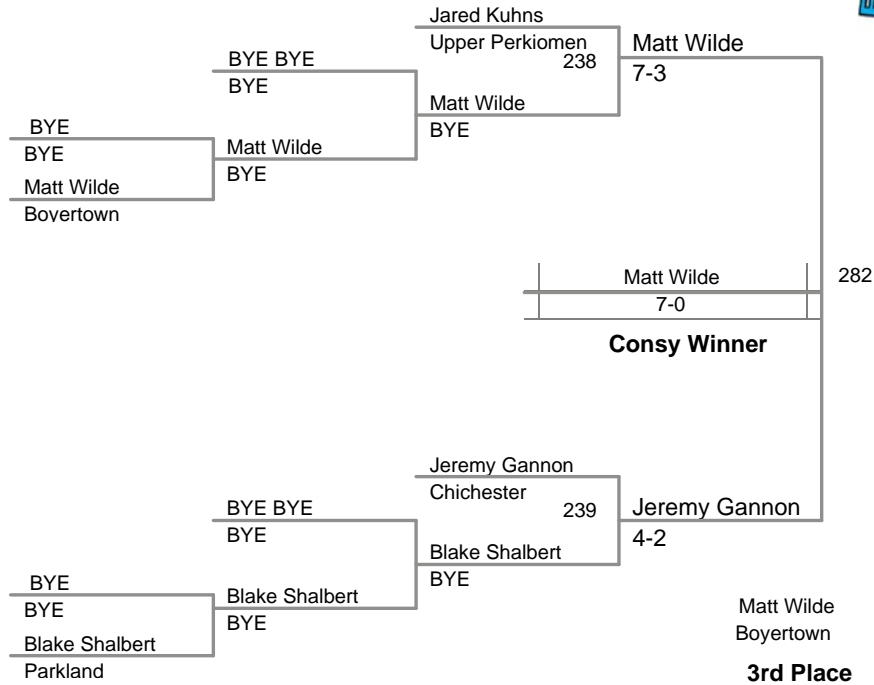 Jared Kuhns
Upper Perkiomen
238
Matt Wilde
7-3
BYE BYE
BYE
Matt Wilde
BYE
BYE
BYE
Matt Wilde
BYE
Matt Wilde
Boyertown
Matt Wilde
282
7-0
Consy Winner
Jeremy Gannon
Chichester
239
Jeremy Gannon
4-2
BYE BYE
BYE
Blake Shalbert
BYE
BYE
BYE
Blake Shalbert
BYE
Blake Shalbert
Parkland
Matt Wilde
Boyertown
3rd Place